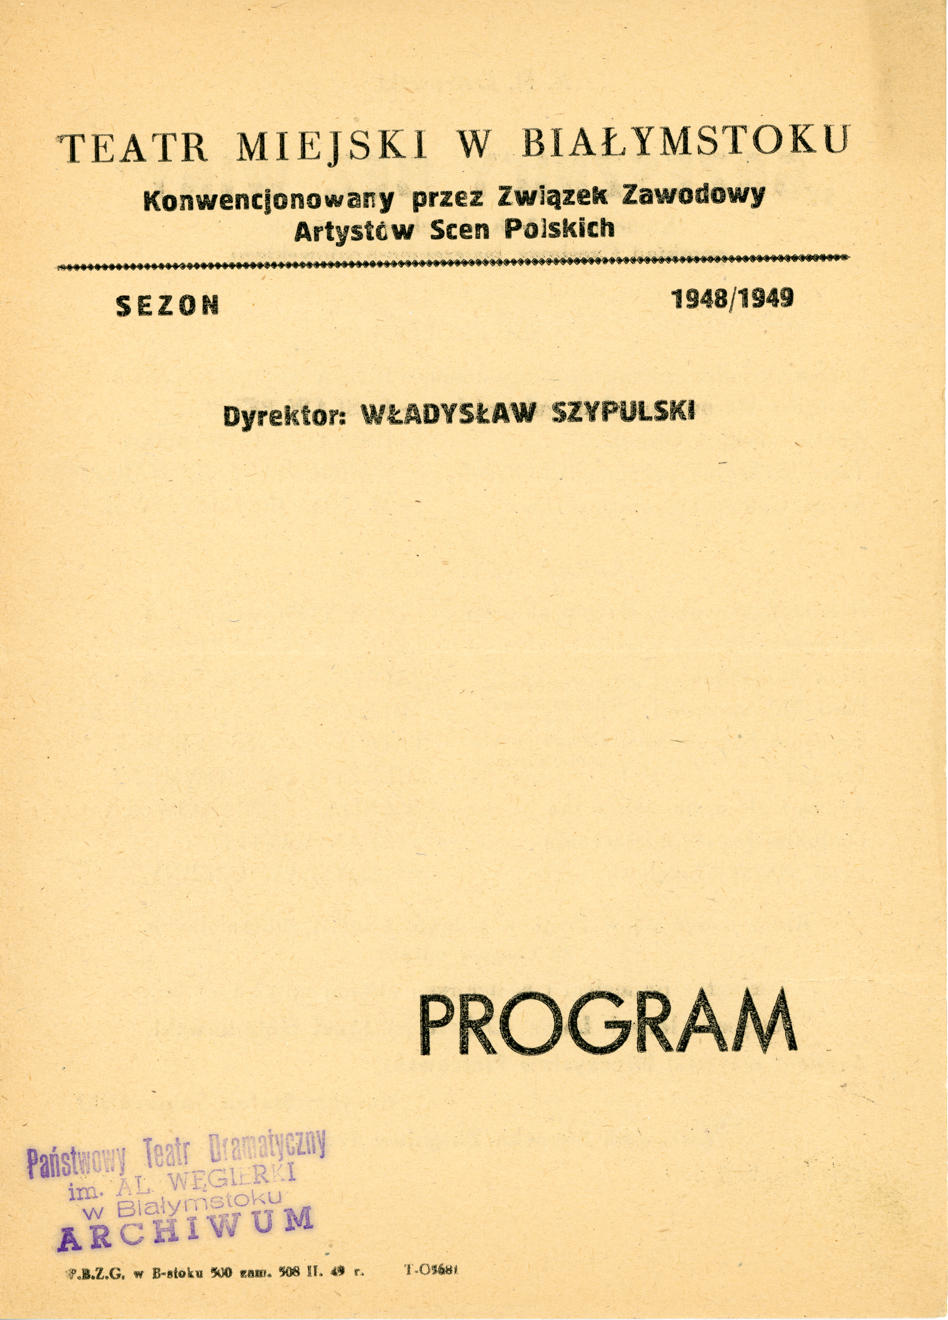 TEATR MIEJSKI W BIAŁYMSTOKU
Konwencjonowany przez Związek Zawodowy
Artystów Scen Polskich
SEZON 1948/1949
Dyrektor: WŁADYSŁAW SZYPULSKI
PROGRAM
Państwowy Teatr Dramatyczny
im. AL. WĘGIERKI
w Białymstoku
ARCHIWUM
P.B.Z.G. w B-stoku 500 zam. 508 II. 49 r. T-O5681